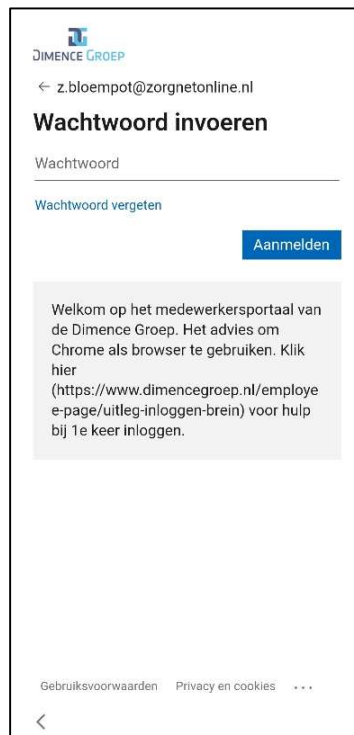 DIMENCE GROEP
← z.bloempot@zorgnetonline.nl
Wachtwoord invoeren
Wachtwoord
Wachtwoord vergeten
Aanmelden
Welkom op het medewerkersportaal van
de Dimence Groep. Het advies om
Chrome als browser te gebruiken. Klik
hier
(https://www.dimencegroep.nl/employe
e-page/uitleg-inloggen-brein) voor hulp
bij 1e keer inloggen.
Gebruiksvoorwaarden Privacy en cookies ...